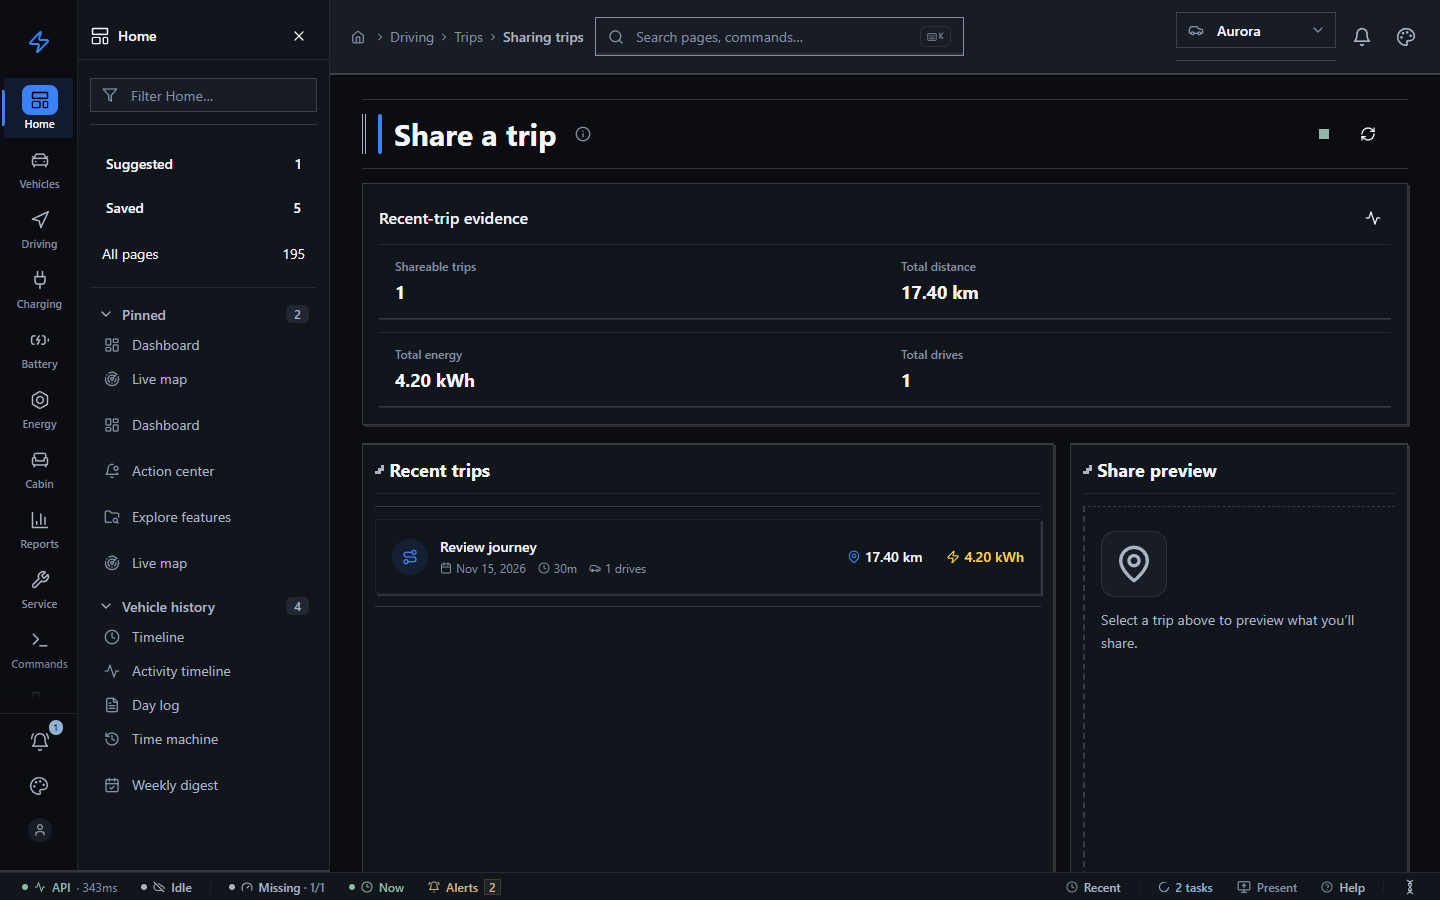 Home
Driving
Trips
Sharing trips
Search pages, commands...
K
Aurora
Home
Vehicles
Driving
Charging
Battery
Energy
Cabin
Reports
Service
Commands
1
Filter Home...
Suggested 1
Saved 5
All pages 195
Pinned 2
Dashboard
Live map
Dashboard
Action center
Explore features
Live map
Vehicle history 4
Timeline
Activity timeline
Day log
Time machine
Weekly digest
Share a trip
Recent-trip evidence
Shareable trips
1
Total distance
17.40 km
Total energy
4.20 kWh
Total drives
1
Recent trips
Review journey
Nov 15, 2026 30m 1 drives
17.40 km 4.20 kWh
Share preview
Select a trip above to preview what you'll
share.
API · 343ms
Idle
Missing · 1/1
Now
Alerts 2
Recent
2 tasks
Present
Help